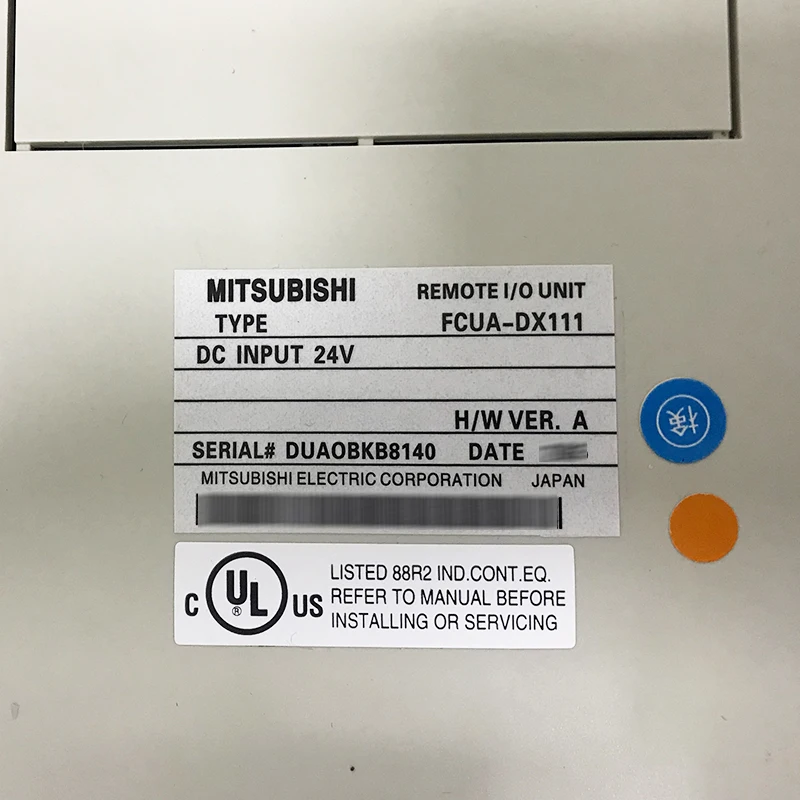 MITSUBISHI REMOTE I/O UNIT
TYPE FCUA-DX111
DC INPUT 24V
H/W VER. A
SERIAL# DUAOBKB8140 DATE
MITSUBISHI ELECTRIC CORPORATION JAPAN
検
C UL® US
LISTED 88R2 IND.CONT.EQ.
REFER TO MANUAL BEFORE
INSTALLING OR SERVICING